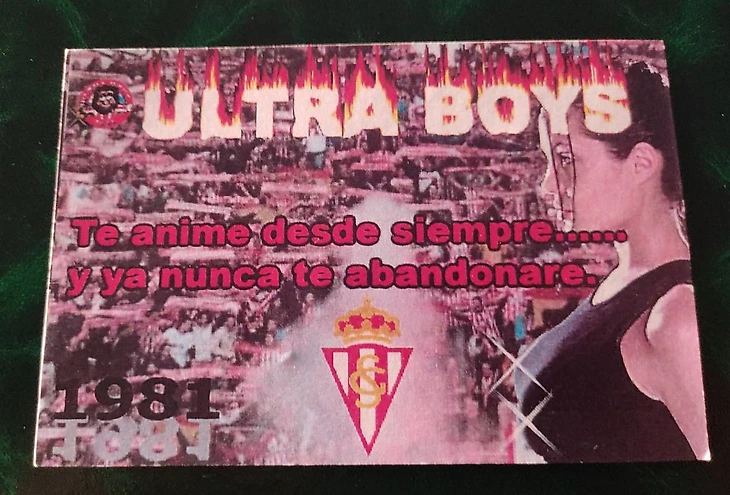 ULTRA BOYS
Te anime desde siempre......
y ya nunca te abandonare.
1981